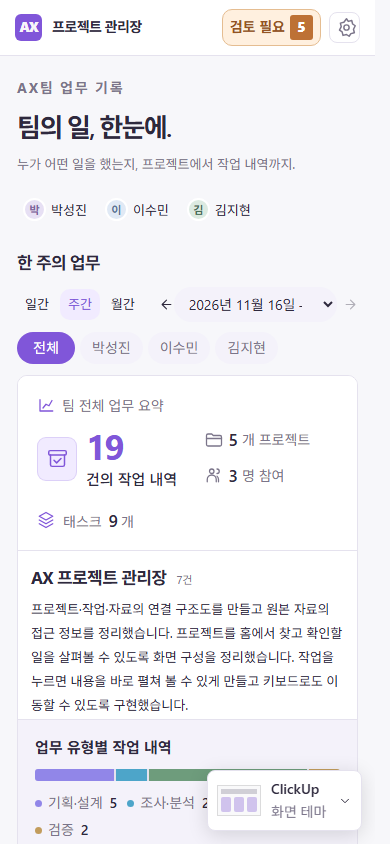 AX 프로젝트 관리장 검토 필요 5
AX팀 업무 기록
팀의 일, 한눈에.
누가 어떤 일을 했는지, 프로젝트에서 작업 내역까지.
박 박성진 이 이수민 김 김지현
한 주의 업무
일간 주간 월간 2026년 11월 16일 -
전체 박성진 이수민 김지현
팀 전체 업무 요약
19
건의 작업 내역
5 개 프로젝트
3 명 참여
태스크 9 개
AX 프로젝트 관리장 7건
프로젝트·작업·자료의 연결 구조도를 만들고 원본 자료의
접근 정보를 정리했습니다. 프로젝트를 홈에서 찾고 확인할
일을 살펴볼 수 있도록 화면 구성을 정리했습니다. 작업을
누르면 내용을 바로 펼쳐 볼 수 있게 만들고 키보드로도 이
동할 수 있도록 구현했습니다.
업무 유형별 작업 내역
기획·설계 5 조사·분석 2
검증 2
ClickUp
화면 테마